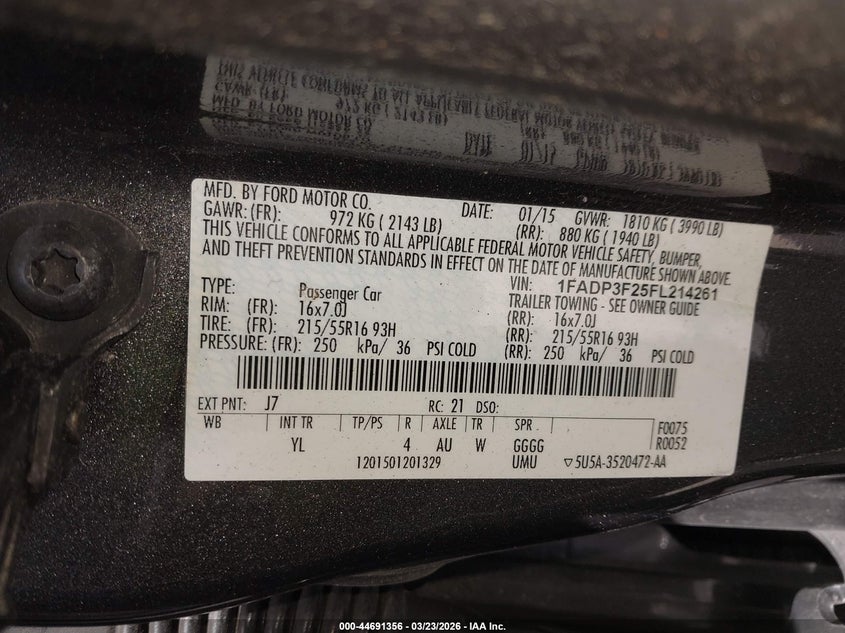 MFD. BY FORD MOTOR CO. DATE: 01/15 GVWR: 1810 KG ( 3990 LB)
GAWR: (FR): 972 KG ( 2143 LB) (RR): 880 KG ( 1940 LB)
THIS VEHICLE CONFORMS TO ALL APPLICABLE FEDERAL MOTOR VEHICLE SAFETY, BUMPER,
AND THEFT PREVENTION STANDARDS IN EFFECT ON THE DATE OF MANUFACTURE SHOWN ABOVE.
VIN: 1FADP3F25FL214261
TYPE: Passenger Car TRAILER TOWING - SEE OWNER GUIDE
RIM: (FR): 16x7.0J (RR): 16x7.0J
TIRE: (FR): 215/55R16 93H (RR): 215/55R16 93H
PRESSURE: (FR): 250 kPa/ 36 PSI COLD (RR): 250 kPa/ 36 PSI COLD
EXT PNT: J7 RC: 21 DSO:
WB INT TR TP/PS R AXLE TR SPR F0075
YL 4 AU W GGGG R0052
1201501201329 UMU ▽5U5A-3520472-AA
000-44691356 - 03/23/2026 - IAA Inc.